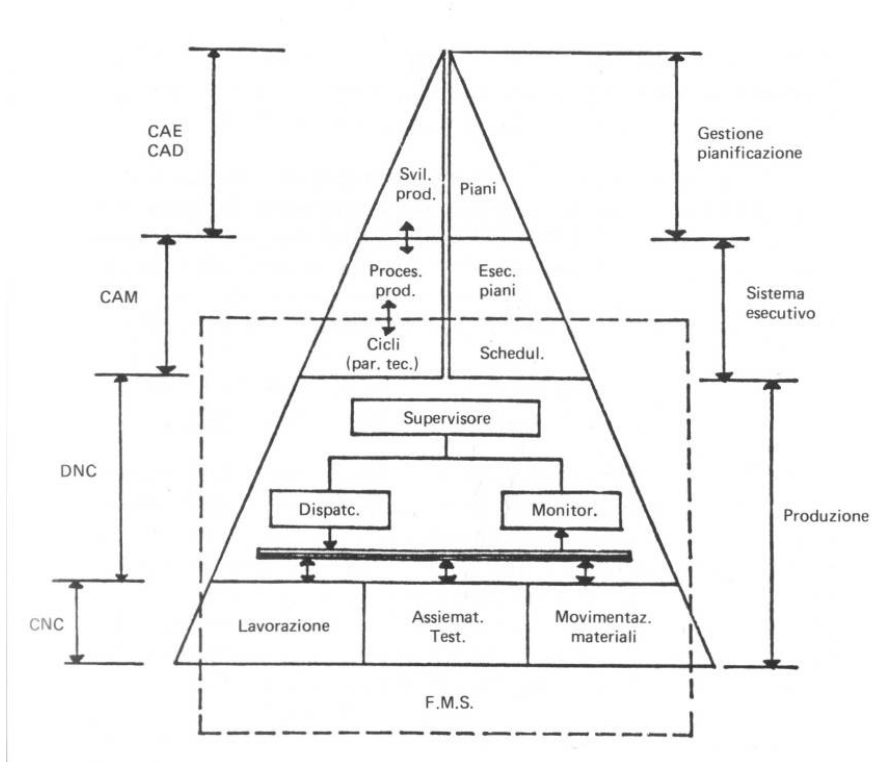 CAE
CAD
Gestione
pianificazione
Svil.
prod.
Piani
Proces.
prod.
Esec.
piani
CAM
Sistema
esecutivo
Cicli
(par. tec.)
Schedul.
Supervisore
DNC
Dispatc.
Monitor.
Produzione
CNC
Lavorazione
Assiemat.
Test.
Movimentaz.
materiali
F.M.S.